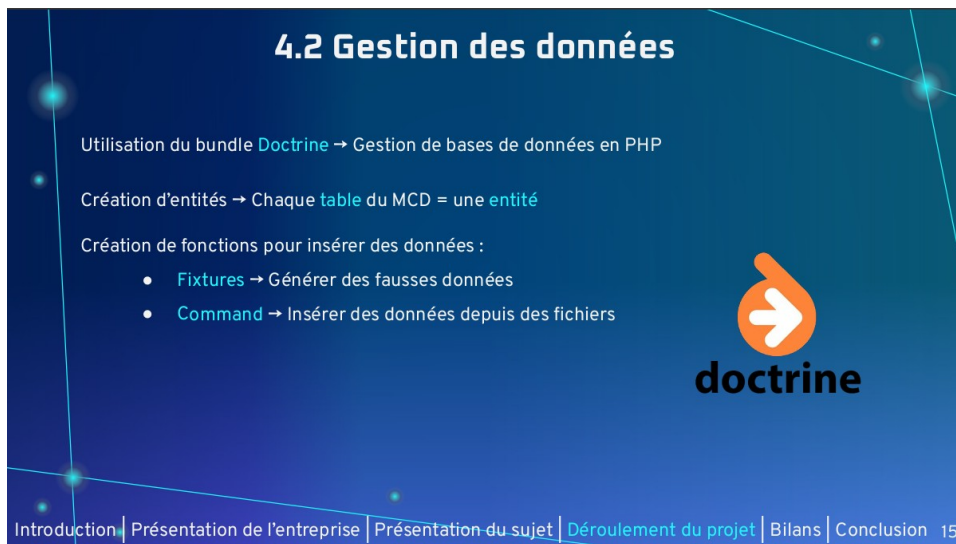 4.2 Gestion des données
Utilisation du bundle Doctrine → Gestion de bases de données en PHP
Création d'entités → Chaque table du MCD = une entité
Création de fonctions pour insérer des données :
● Fixtures → Générer des fausses données
● Command → Insérer des données depuis des fichiers
doctrine
Introduction | Présentation de l'entreprise | Présentation du sujet | Déroulement du projet | Bilans | Conclusion 15